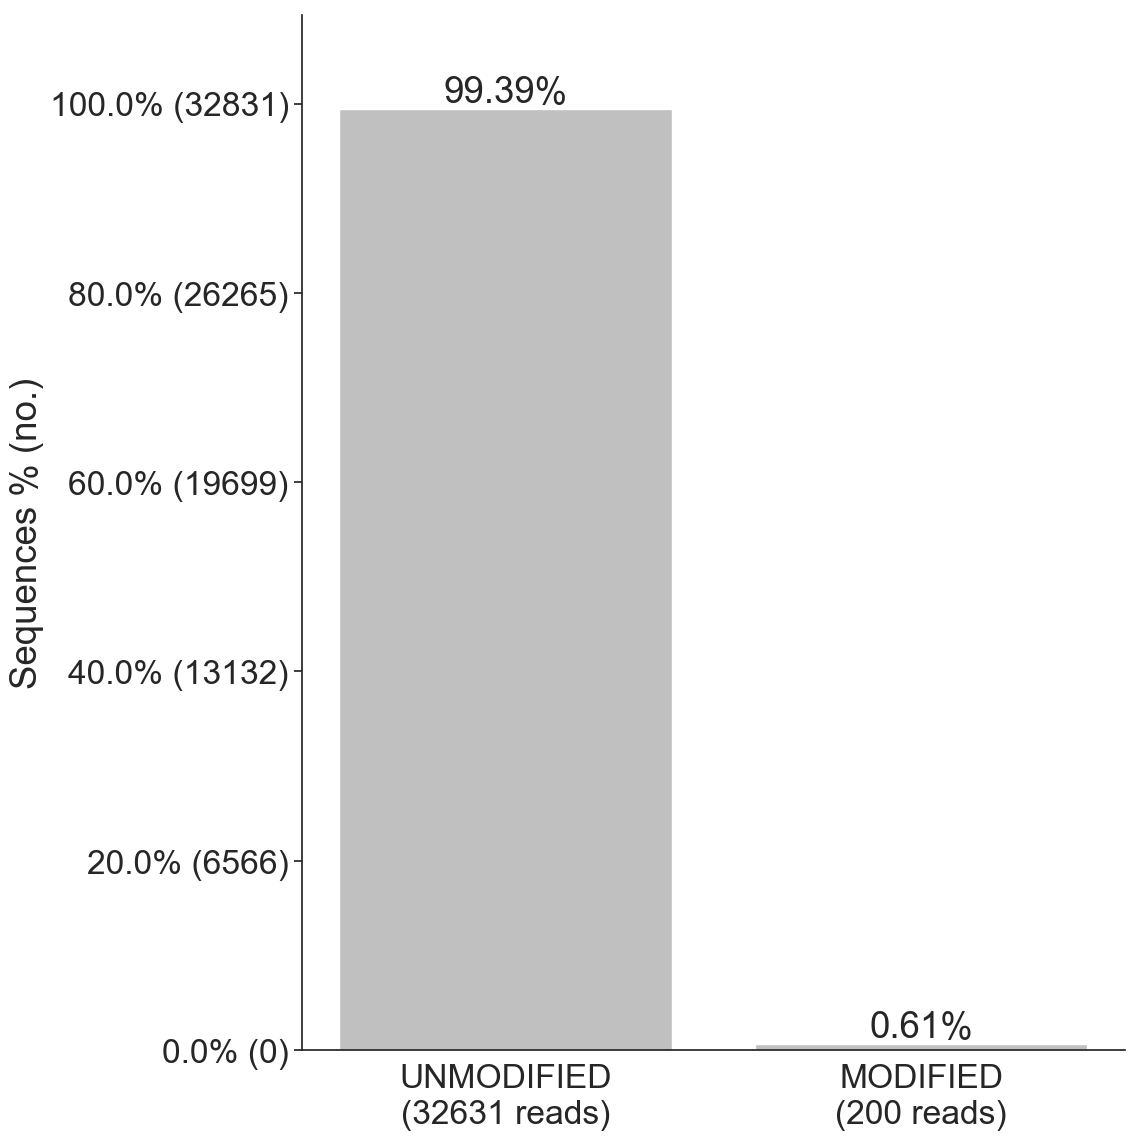 Sequences % (no.)
100.0% (32831)
80.0% (26265)
60.0% (19699)
40.0% (13132)
20.0% (6566)
0.0% (0)
99.39%
0.61%
UNMODIFIED
(32631 reads)
MODIFIED
(200 reads)